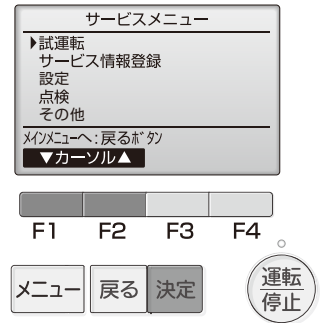 サービスメニュー
▶試運転
サービス情報登録
設定
点検
その他
ﾒｲﾝﾒﾆｭｰへ:戻るﾎﾞﾀﾝ
▼カーソル▲
F1 F2 F3 F4
メニュー 戻る 決定 運転
停止